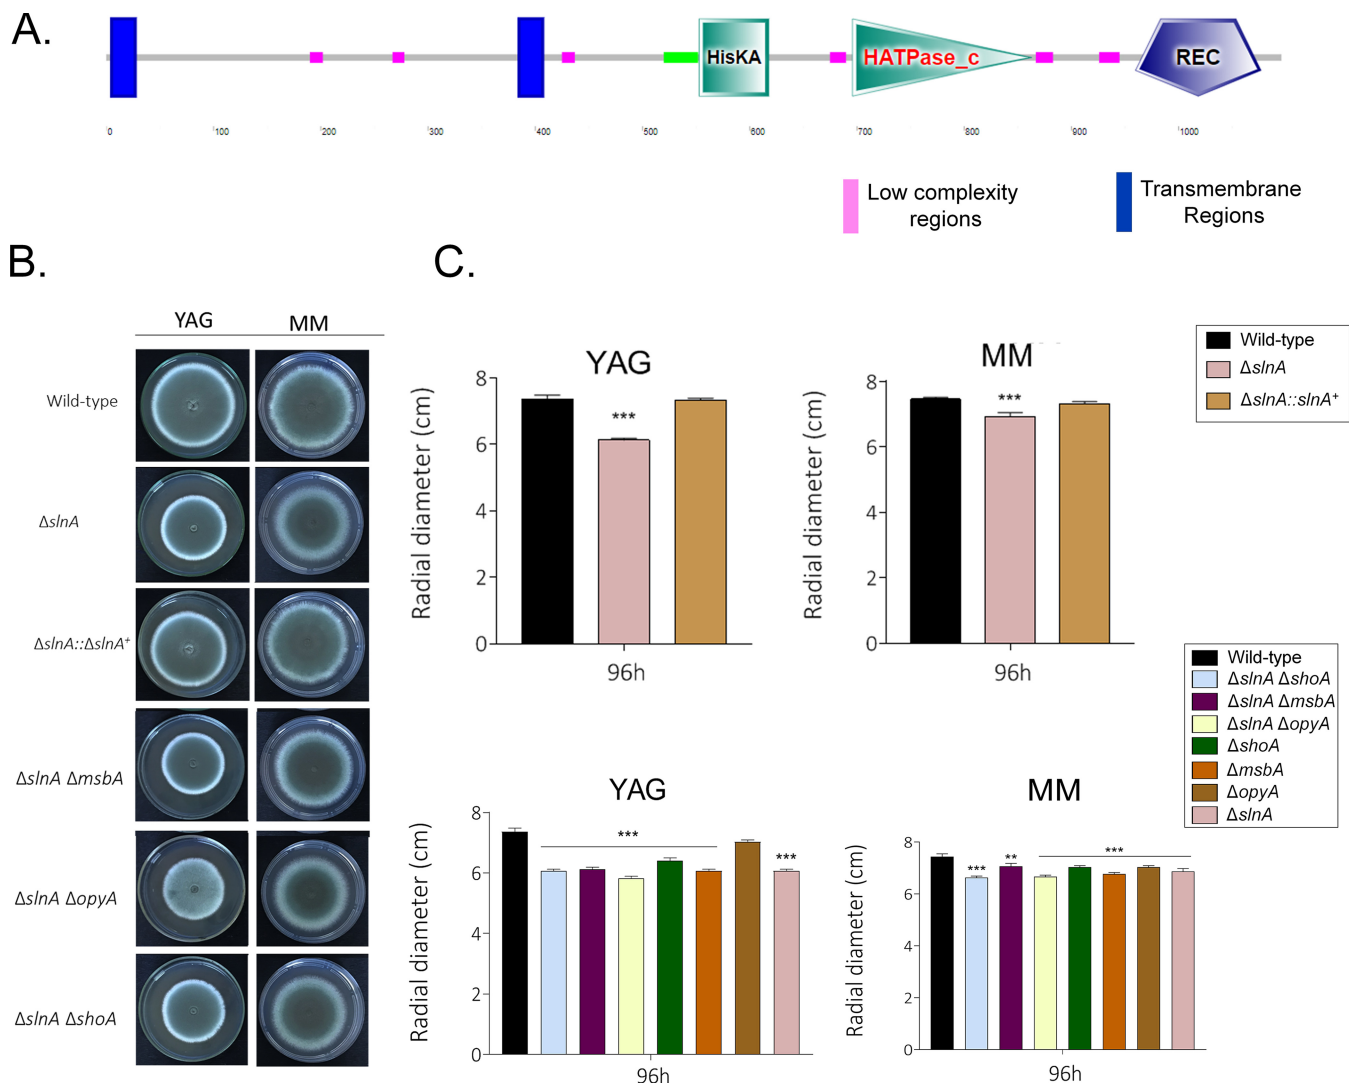 A.
HisKA
HATPase_c
REC
0 100 200 300 400 500 600 700 800 900 1000
Low complexity
regions
Transmembrane
Regions
B.
YAG MM
Wild-type
ΔslnA
ΔslnA::ΔslnA+
ΔslnA ΔmsbA
ΔslnA ΔopyA
ΔslnA ΔshoA
C.
YAG
Radial diameter (cm)
8
6
4
2
0
***
96h
MM
Radial diameter (cm)
8
6
4
2
0
***
96h
Wild-type
ΔslnA
ΔslnA::slnA+
YAG
Radial diameter (cm)
8
6
4
2
0
***
***
96h
MM
Radial diameter (cm)
8
6
4
2
0
***
**
***
96h
Wild-type
ΔslnA ΔshoA
ΔslnA ΔmsbA
ΔslnA ΔopyA
ΔshoA
ΔmsbA
ΔopyA
ΔslnA